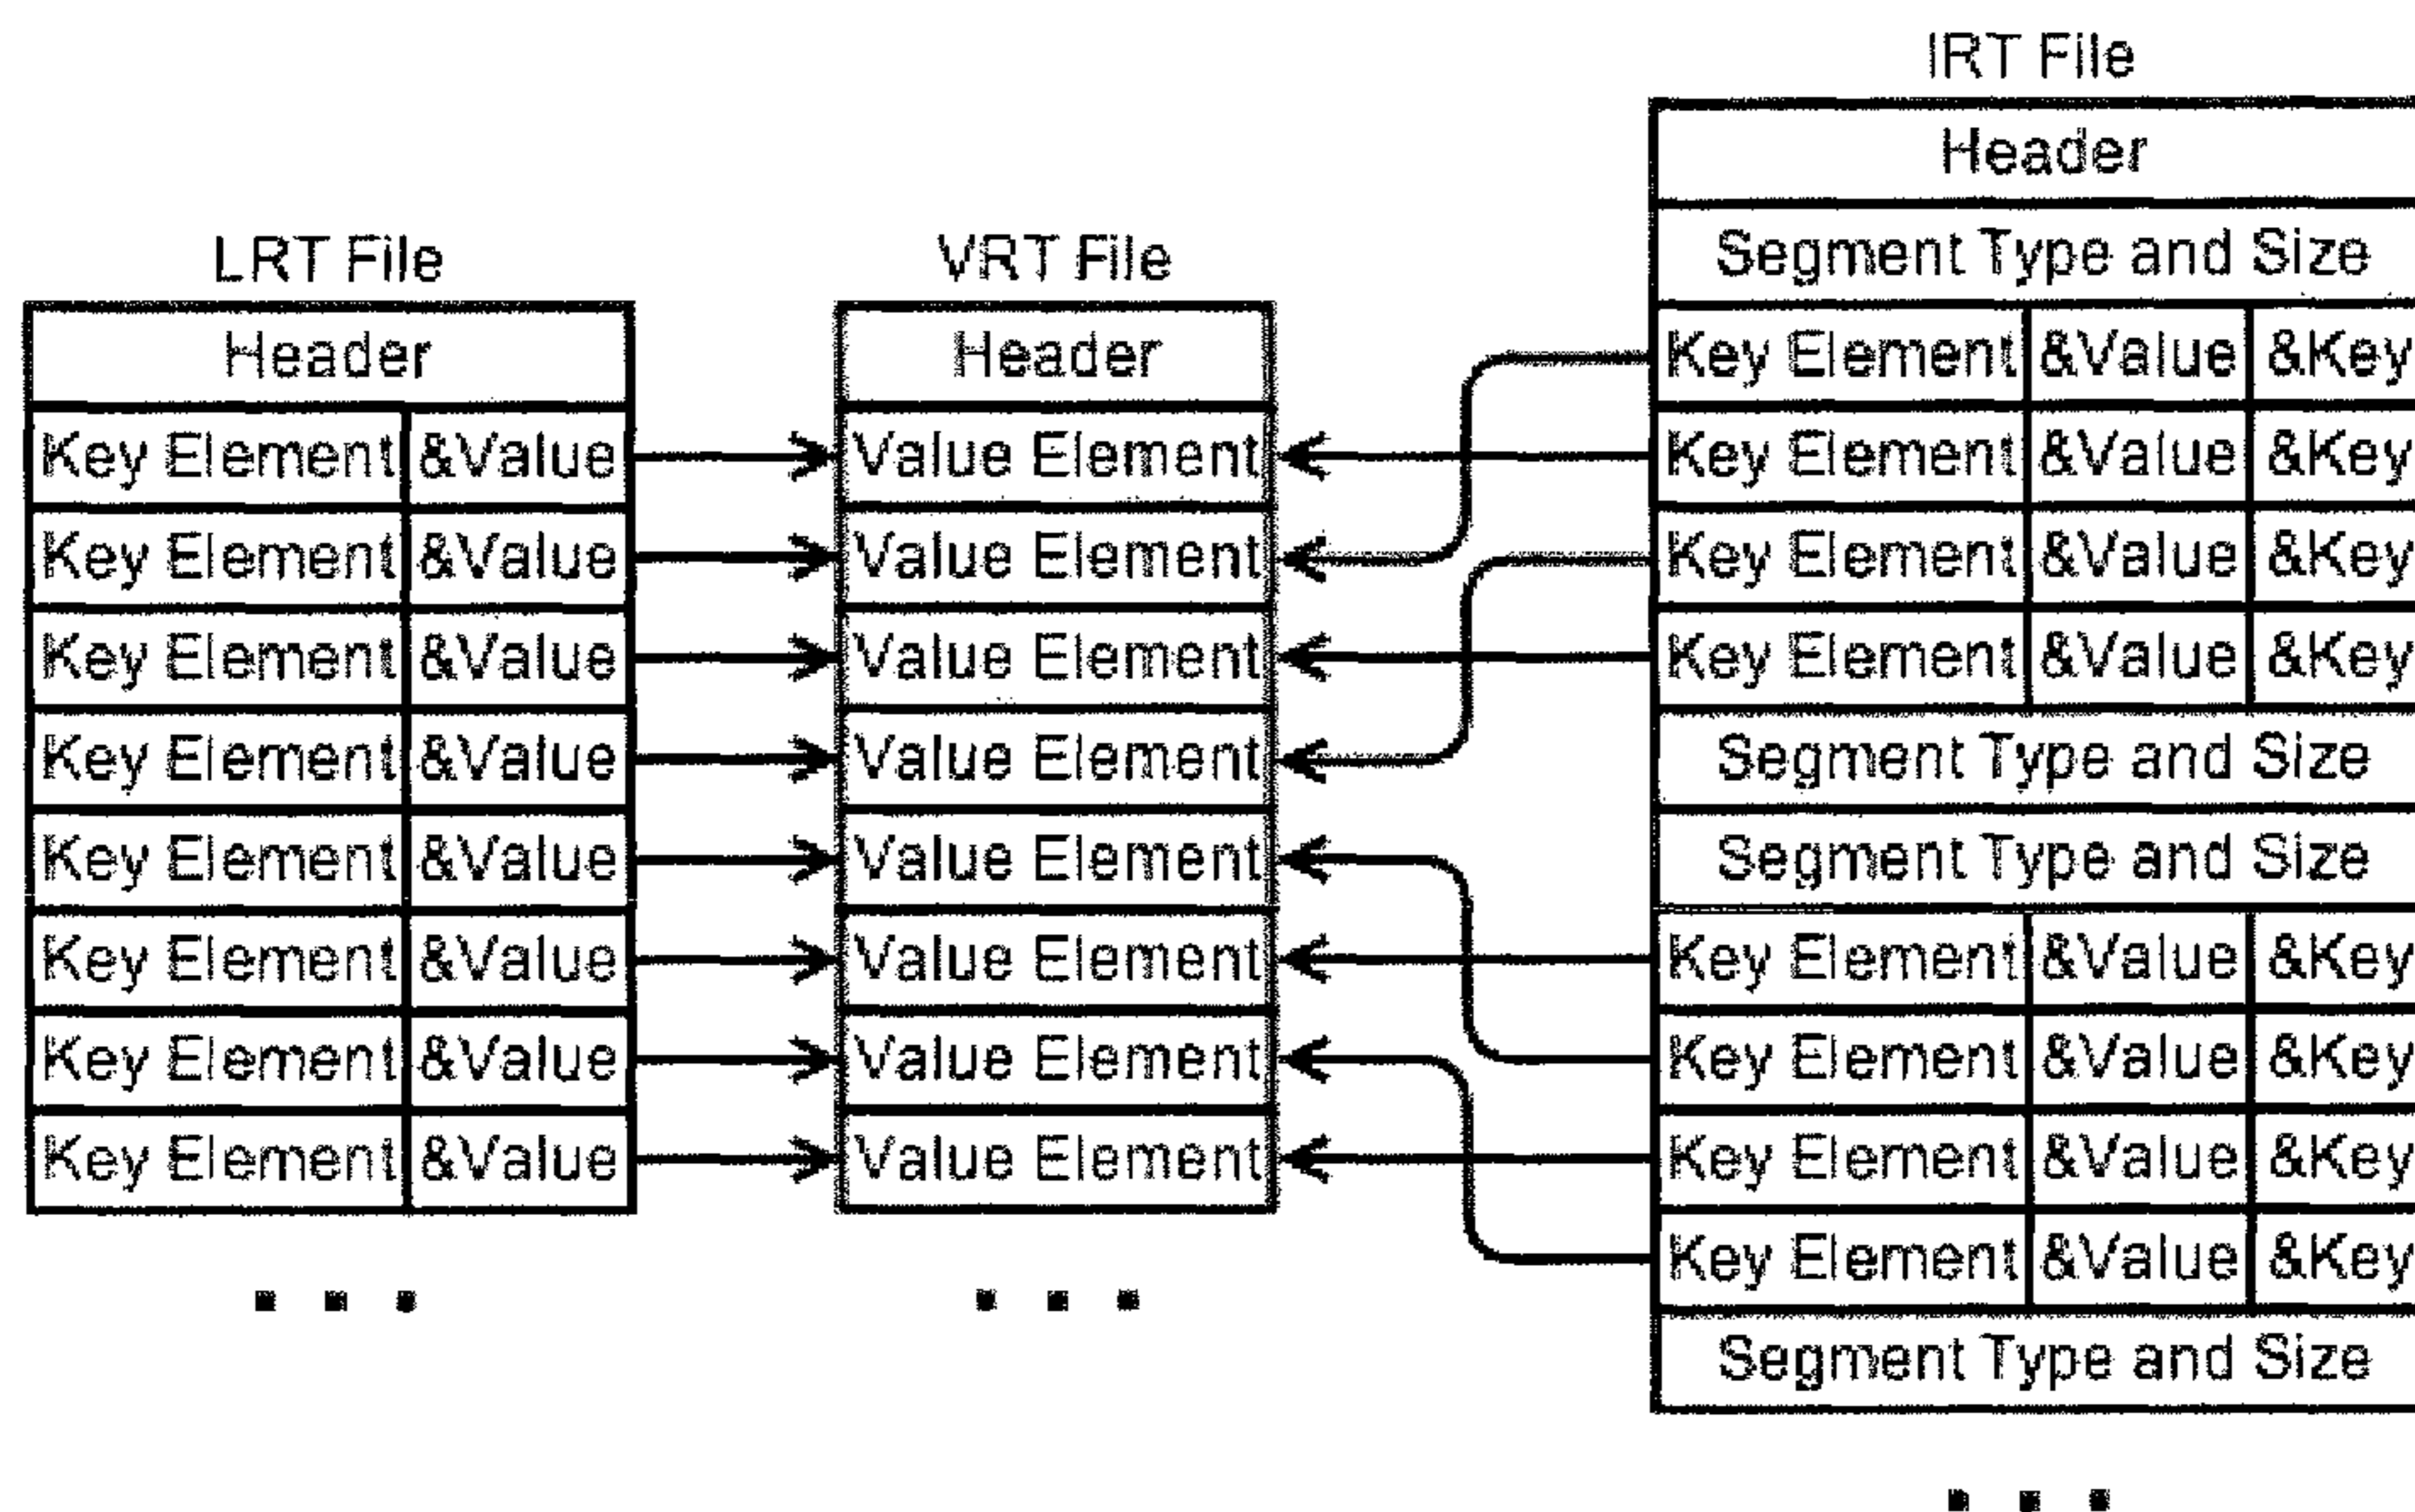 LRT File
Header
Key Element &Value
Key Element &Value
Key Element &Value
Key Element &Value
Key Element &Value
Key Element &Value
Key Element &Value
Key Element &Value
. . .
VRT File
Header
Value Element
Value Element
Value Element
Value Element
Value Element
Value Element
Value Element
Value Element
. . .
IRT File
Header
Segment Type and Size
Key Element &Value &Key
Key Element &Value &Key
Key Element &Value &Key
Key Element &Value &Key
Segment Type and Size
Segment Type and Size
Key Element &Value &Key
Key Element &Value &Key
Key Element &Value &Key
Key Element &Value &Key
Segment Type and Size
. . .